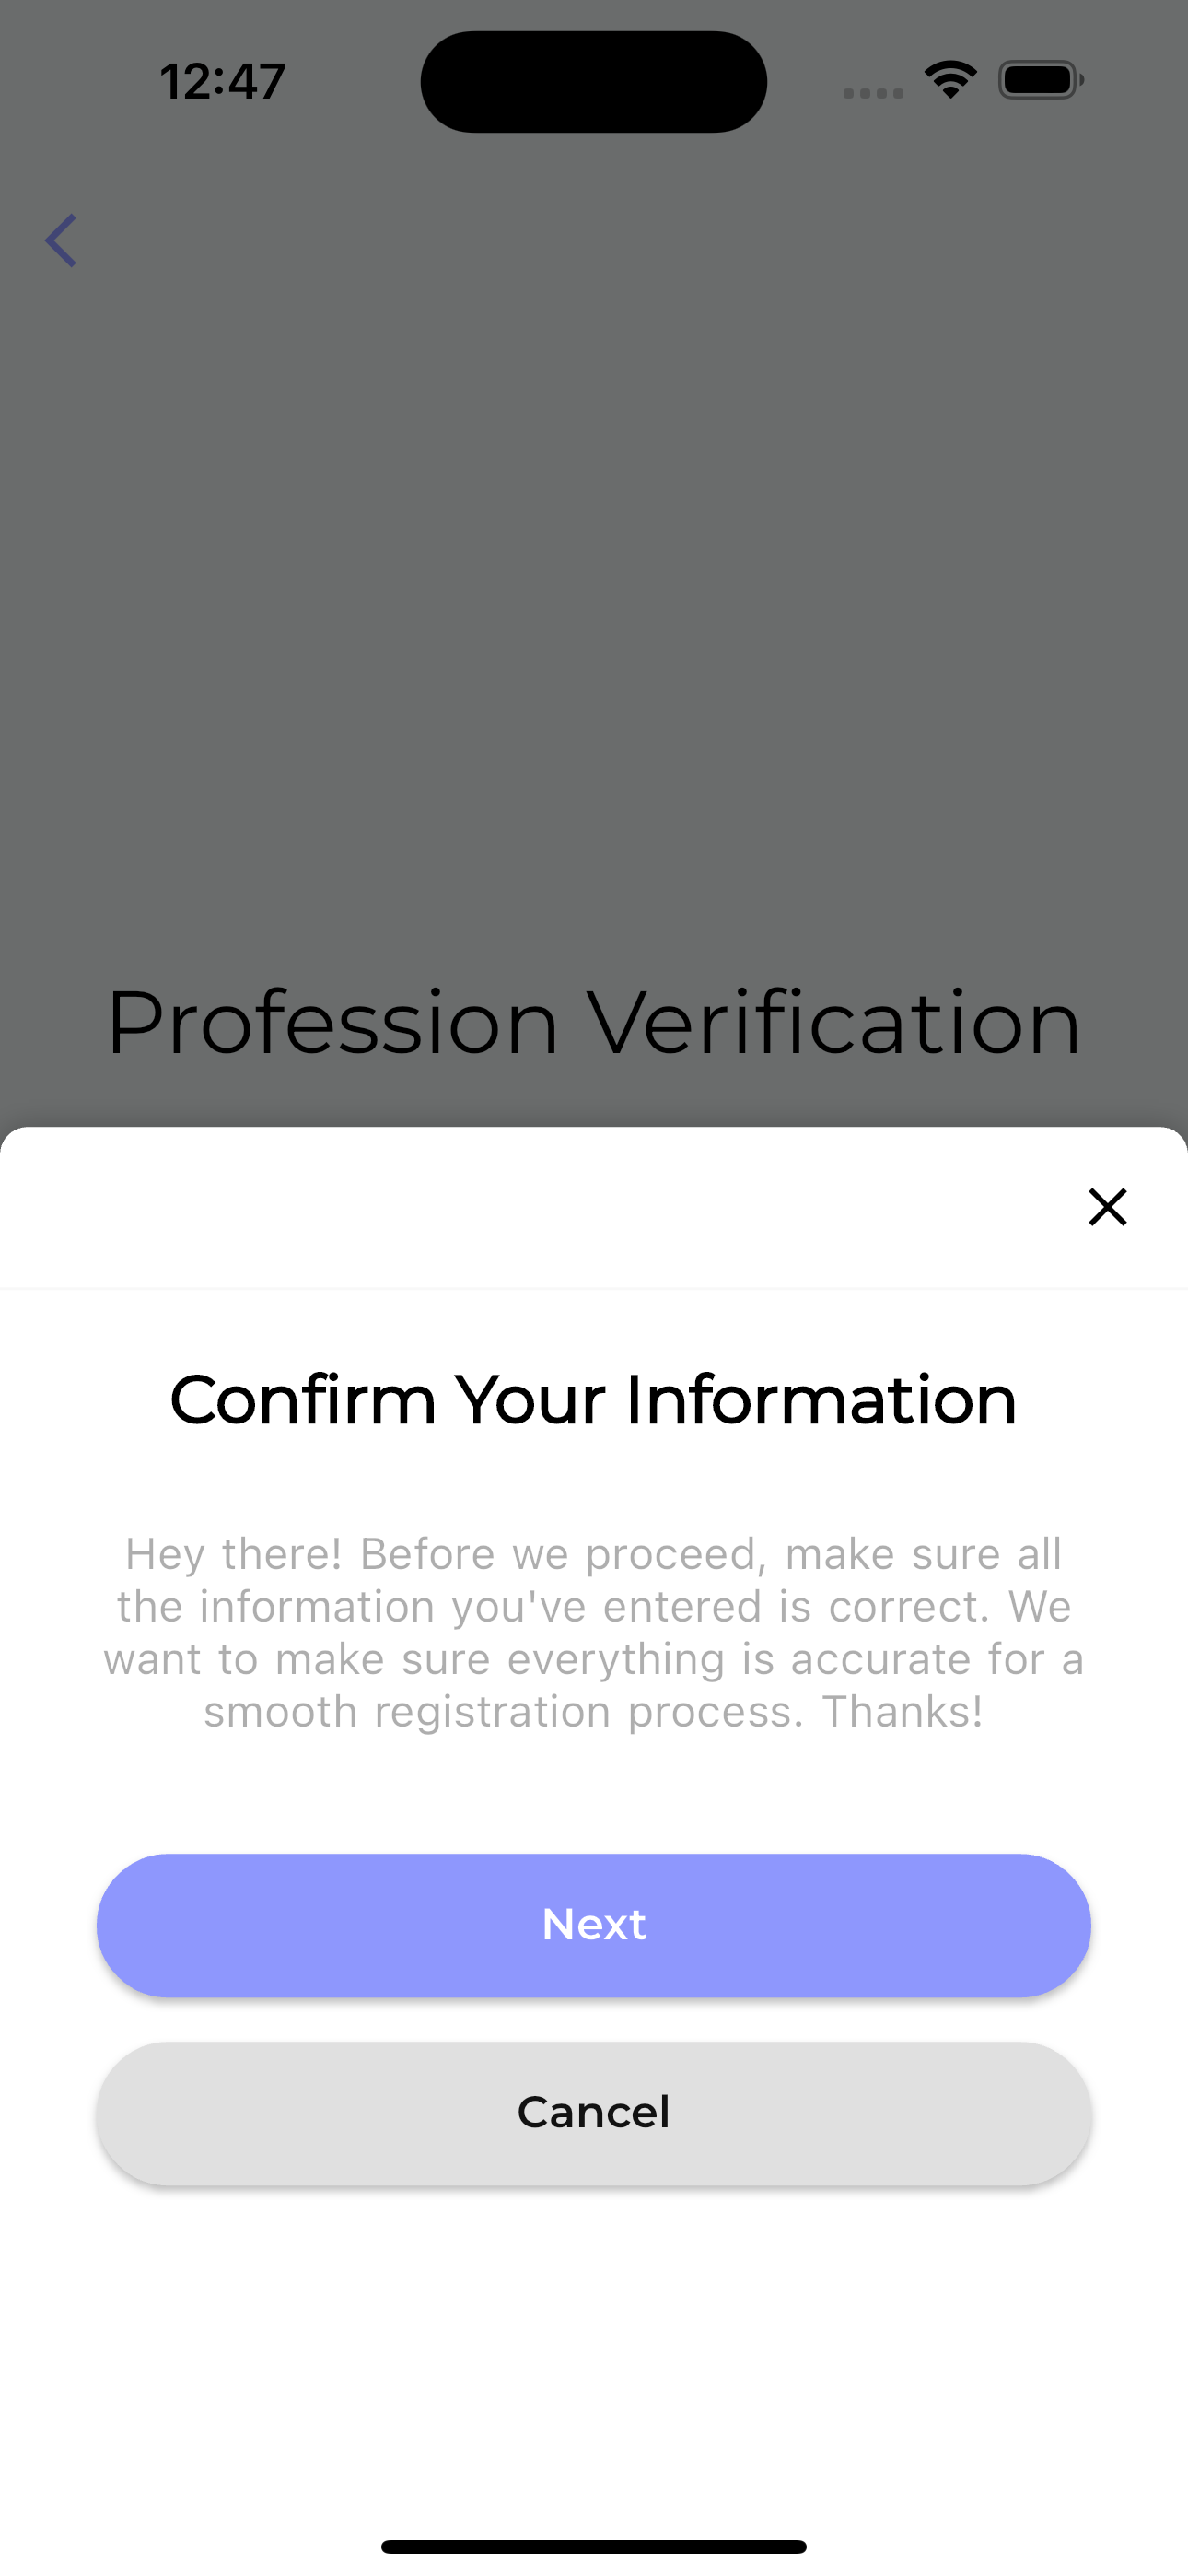 12:47
Profession Verification
Confirm Your Information
Hey there! Before we proceed, make sure all
the information you've entered is correct. We
want to make sure everything is accurate for a
smooth registration process. Thanks!
Next
Cancel